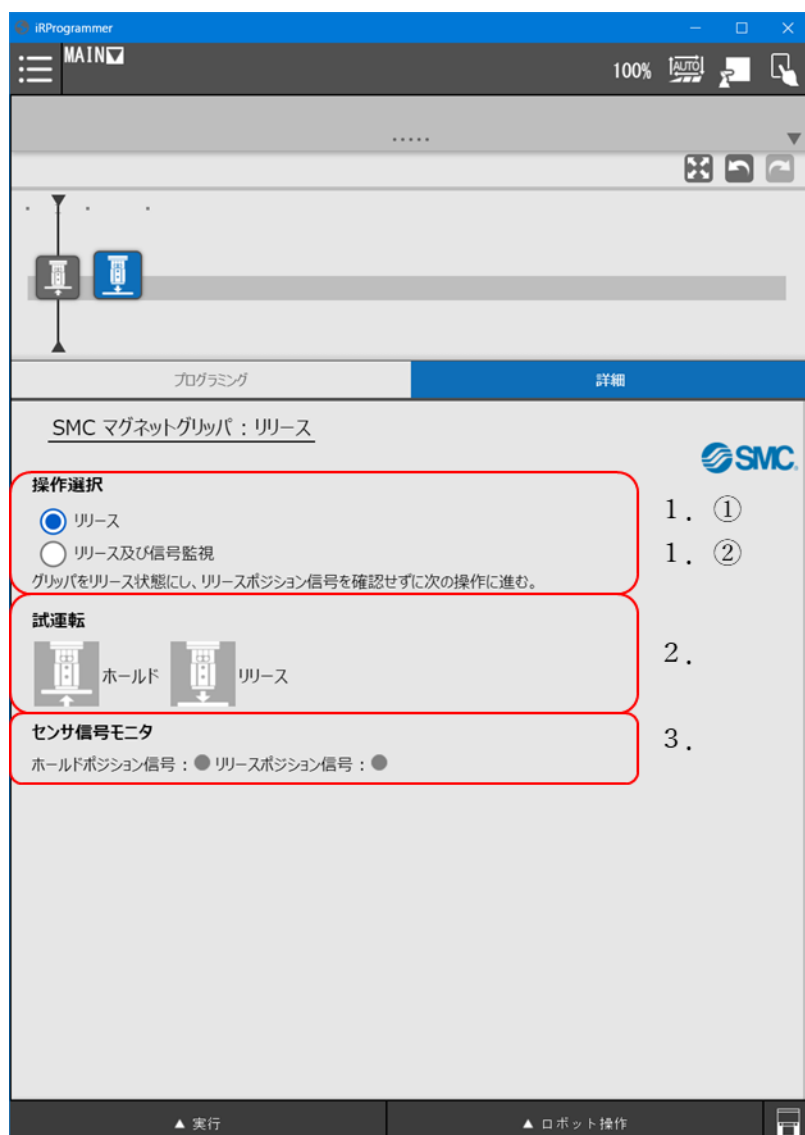 iRProgrammer
MAIN
100% AUTO
プログラミング
詳細
SMC マグネットグリッパ：リリース
SMC
操作選択
リリース
1．①
リリース及び信号監視
1．②
グリッパをリリース状態にし、リリースポジション信号を確認せずに次の操作に進む。
試運転
ホールド リリース
2．
センサ信号モニタ
3．
ホールドポジション信号：● リリースポジション信号：●
▲ 実行
▲ ロボット操作